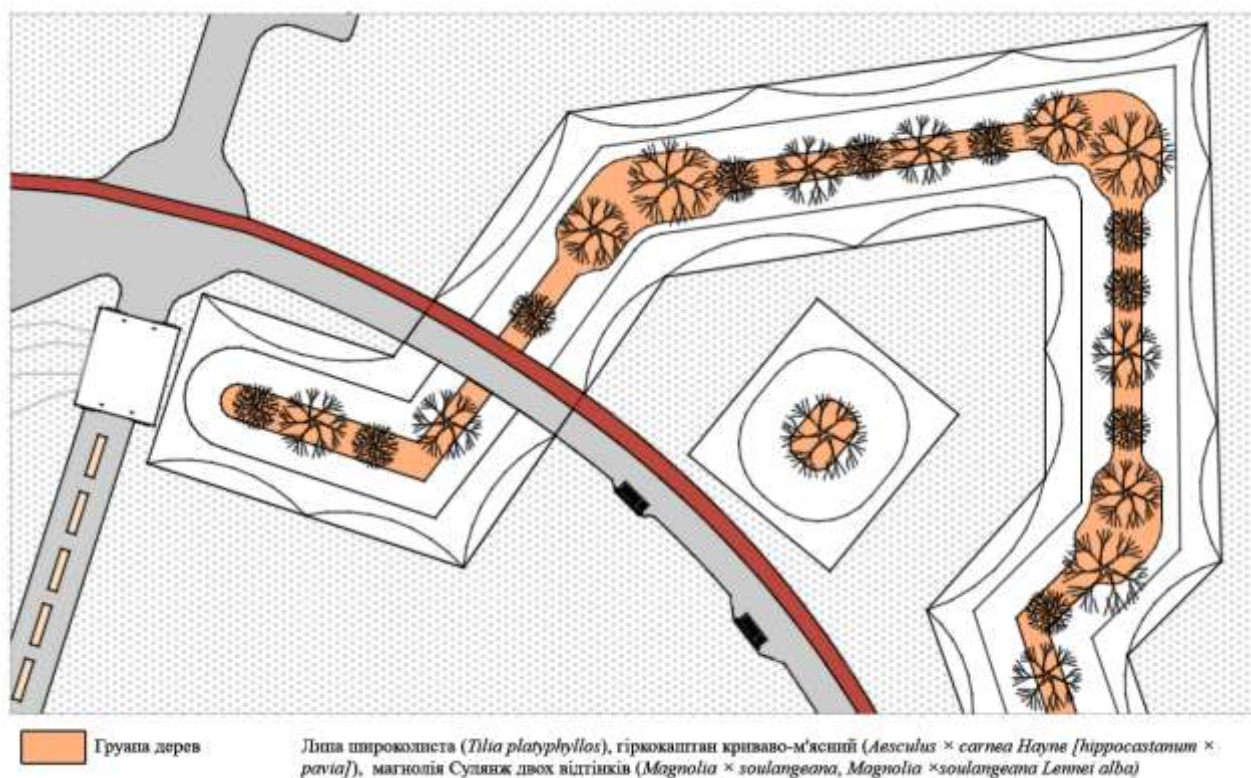 Група дерев
Липа широколиста (Tilia platyphyllos), гіркокаштан криваво-м'ясний (Aesculus × carnea Hayne [hippocastanum ×
pavia]), магнолія Сулянж двох відтінків (Magnolia × soulangeana, Magnolia ×soulangeana Lennei alba)